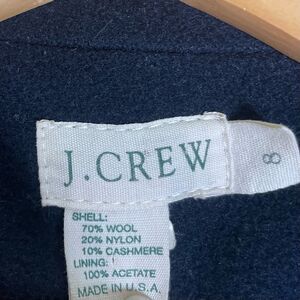 J.CREW
8
SHELL:
70% WOOL
20% NYLON
10% CASHMERE
LINING:
100% ACETATE
MADE IN U.S.A.